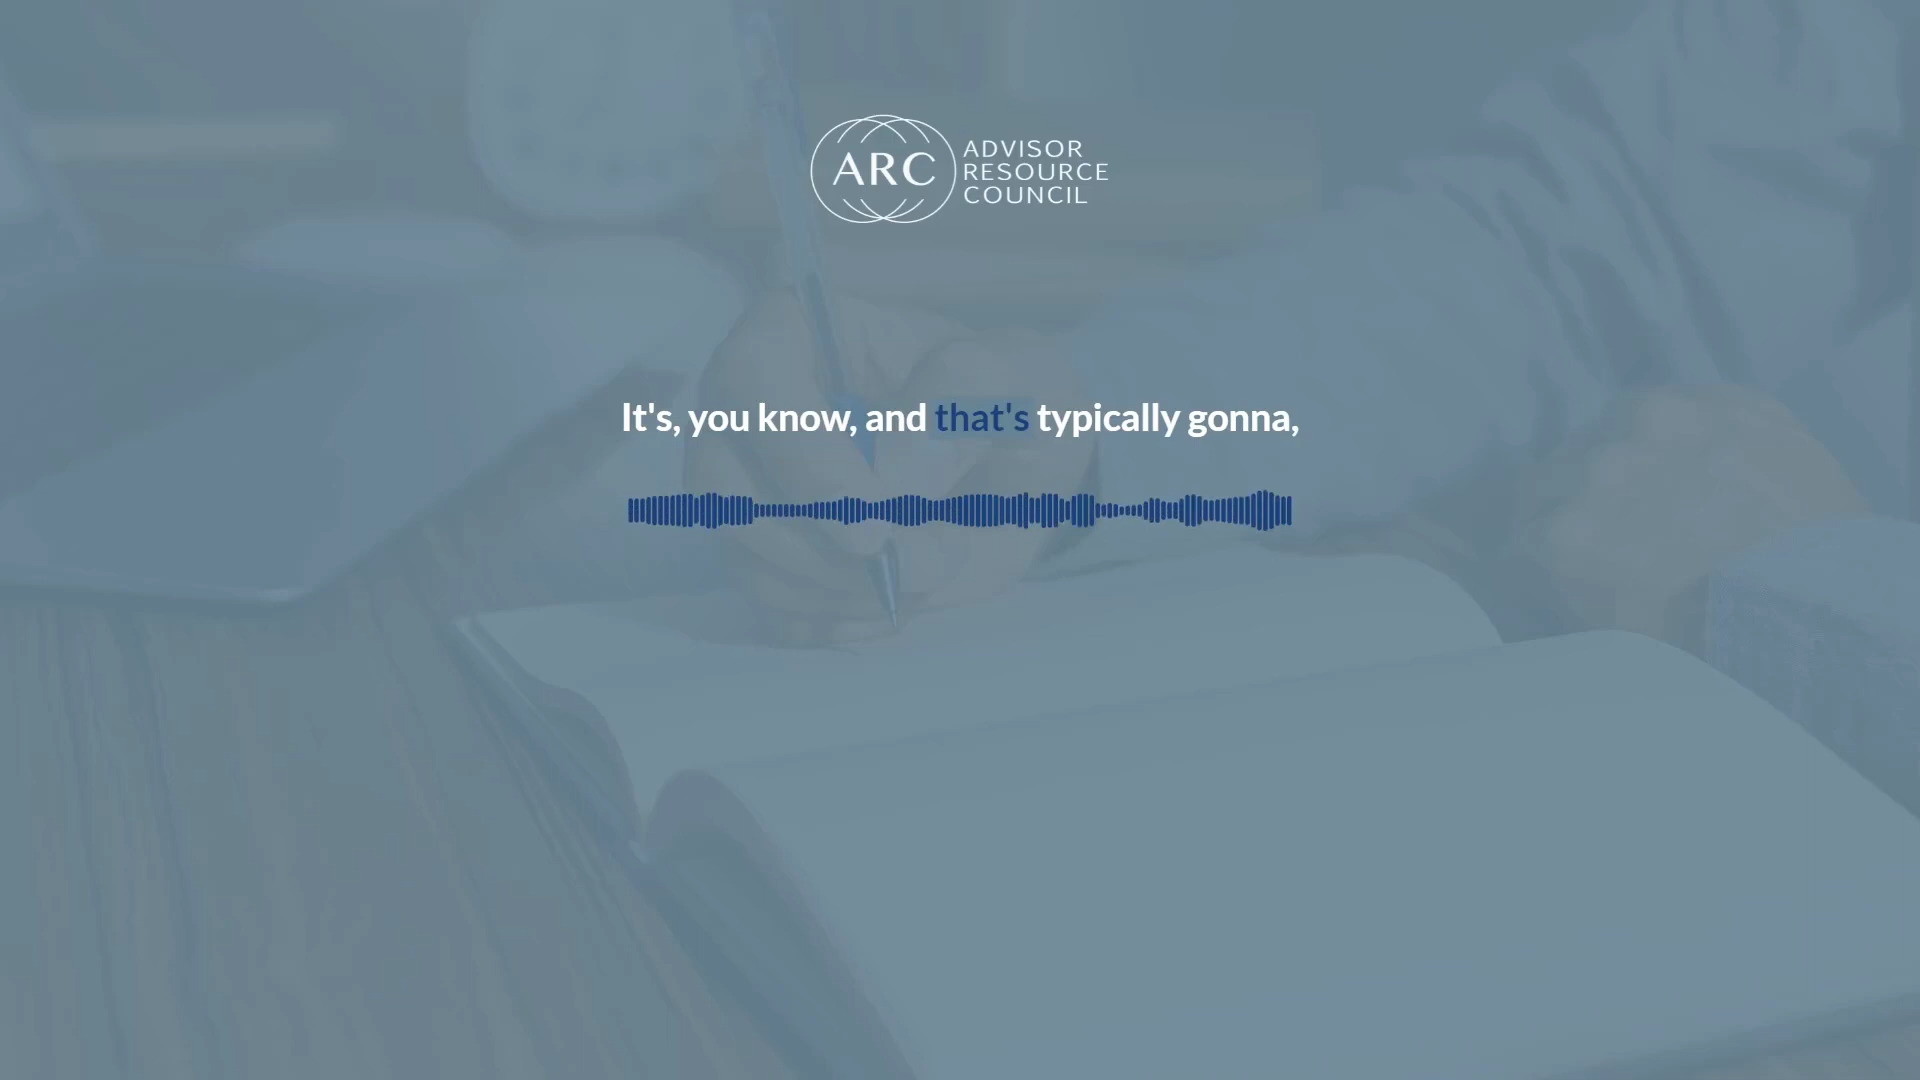 ARC
ADVISOR
RESOURCE
COUNCIL
It's, you know, and that's typically gonna,